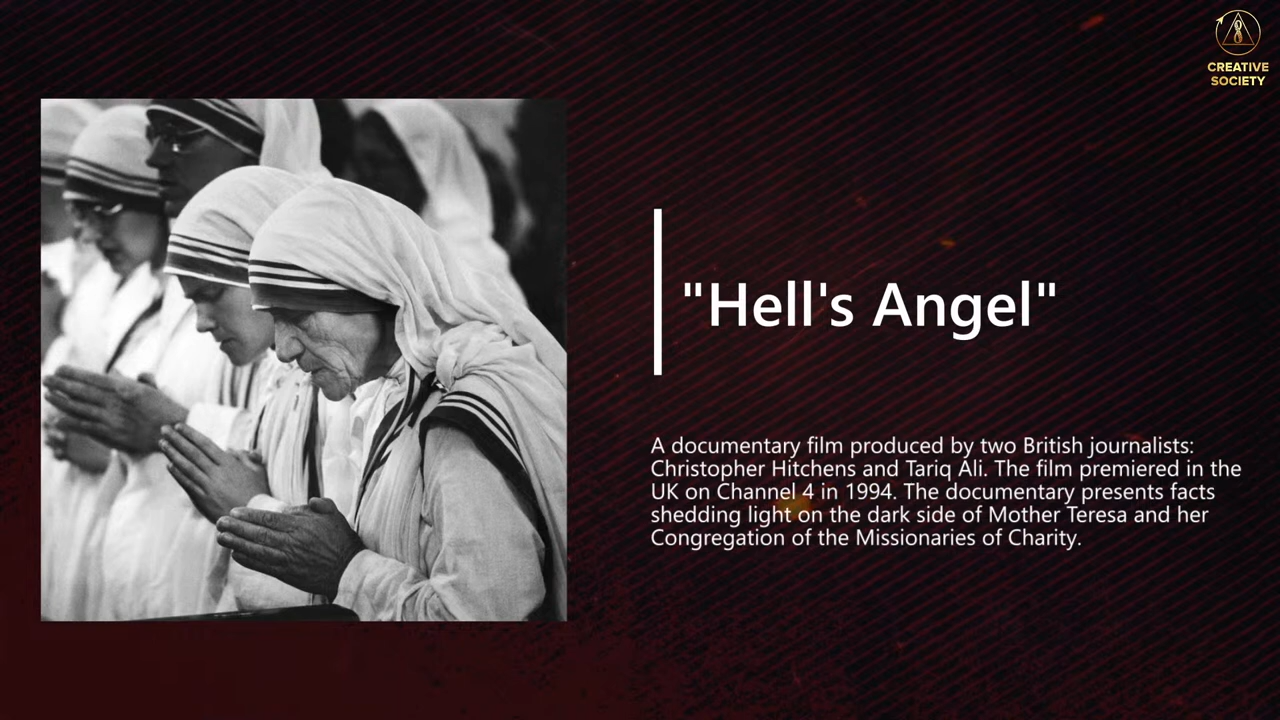 CREATIVE
SOCIETY
"Hell's Angel"
A documentary film produced by two British journalists:
Christopher Hitchens and Tariq Ali. The film premiered in the
UK on Channel 4 in 1994. The documentary presents facts
shedding light on the dark side of Mother Teresa and her
Congregation of the Missionaries of Charity.